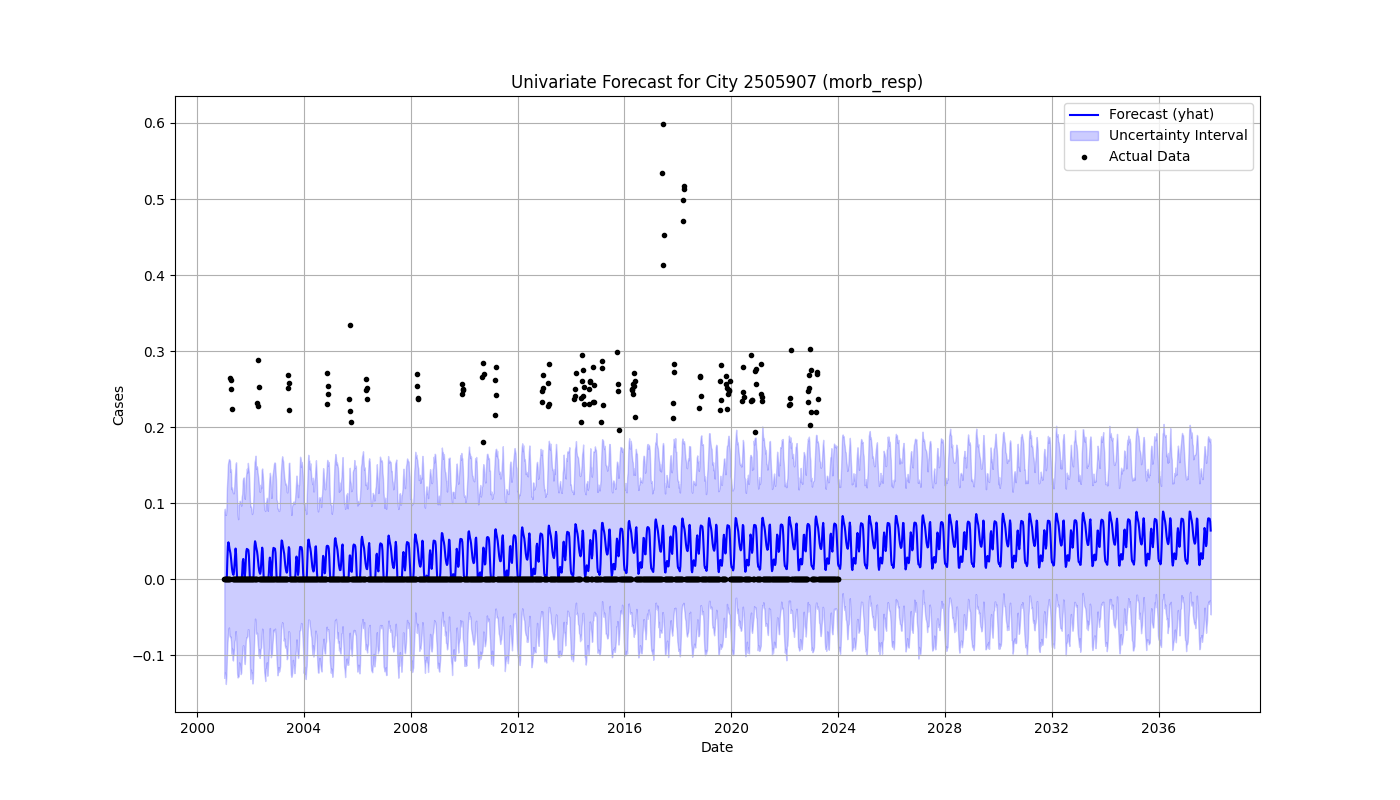 Univariate Forecast for City 2505907 (morb_resp)
Forecast (yhat)
Uncertainty Interval
Actual Data
Cases
0.6
0.5
0.4
0.3
0.2
0.1
0.0
−0.1
2000 2004 2008 2012 2016 2020 2024 2028 2032 2036
Date